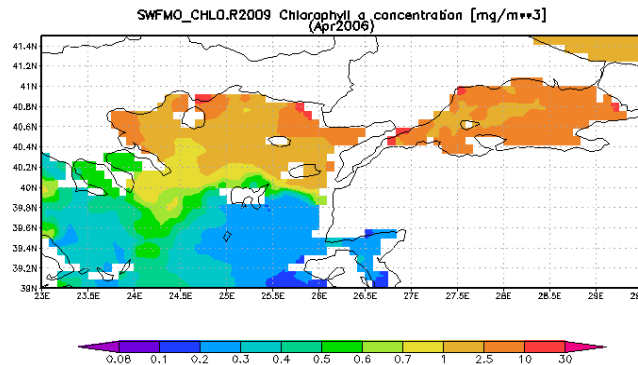 SWFMO_CHLO.R2009 Chlorophyll a concentration [mg/m**3]
(Apr2006)
41.4N
41.2N
41N
40.8N
40.6N
40.4N
40.2N
40N
39.8N
39.6N
39.4N
39.2N
39N
23E 23.5E 24E 24.5E 25E 25.5E 26E 26.5E 27E 27.5E 28E 28.5E 29E 29
0.08 0.1 0.2 0.3 0.4 0.5 0.6 0.7 1 2.5 10 30